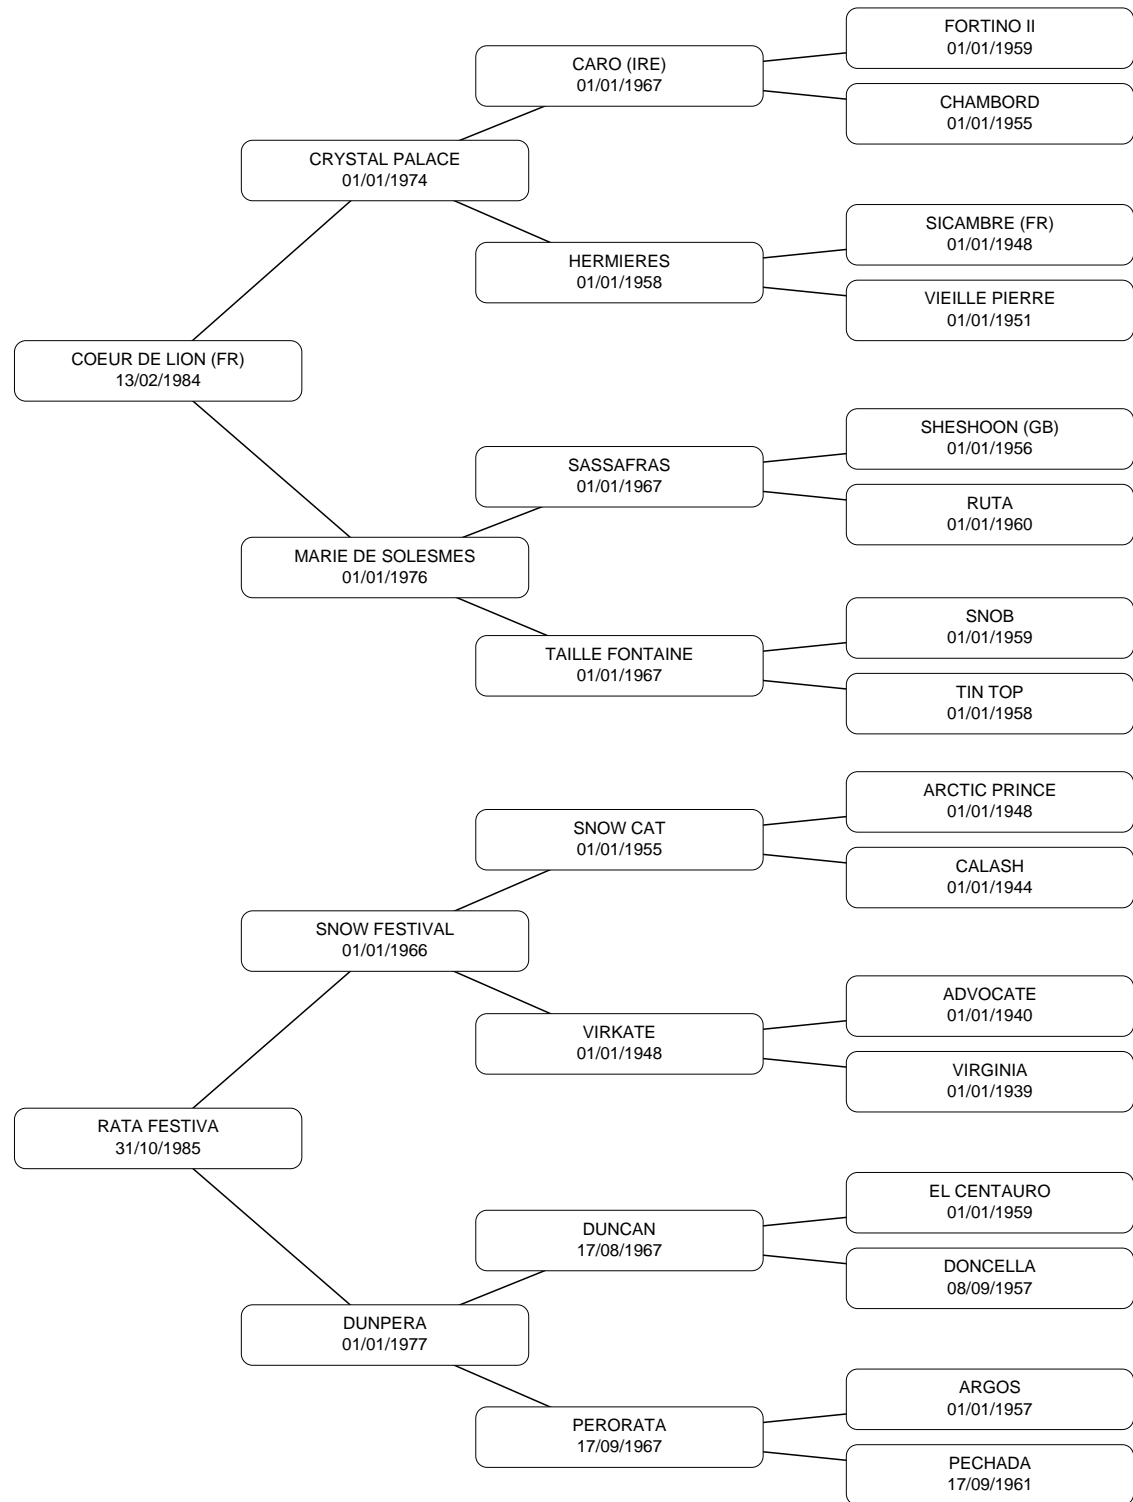 FORTINO II
01/01/1959
CARO (IRE)
01/01/1967
CHAMBORD
01/01/1955
CRYSTAL PALACE
01/01/1974
SICAMBRE (FR)
01/01/1948
HERMIERES
01/01/1958
VIEILLE PIERRE
01/01/1951
COEUR DE LION (FR)
13/02/1984
SHESHOON (GB)
01/01/1956
SASSAFRAS
01/01/1967
RUTA
01/01/1960
MARIE DE SOLESMES
01/01/1976
SNOB
01/01/1959
TAILLE FONTAINE
01/01/1967
TIN TOP
01/01/1958
ARCTIC PRINCE
01/01/1948
SNOW CAT
01/01/1955
CALASH
01/01/1944
SNOW FESTIVAL
01/01/1966
ADVOCATE
01/01/1940
VIRKATE
01/01/1948
VIRGINIA
01/01/1939
RATA FESTIVA
31/10/1985
EL CENTAURO
01/01/1959
DUNCAN
17/08/1967
DONCELLA
08/09/1957
DUNPERA
01/01/1977
ARGOS
01/01/1957
PERORATA
17/09/1967
PECHADA
17/09/1961